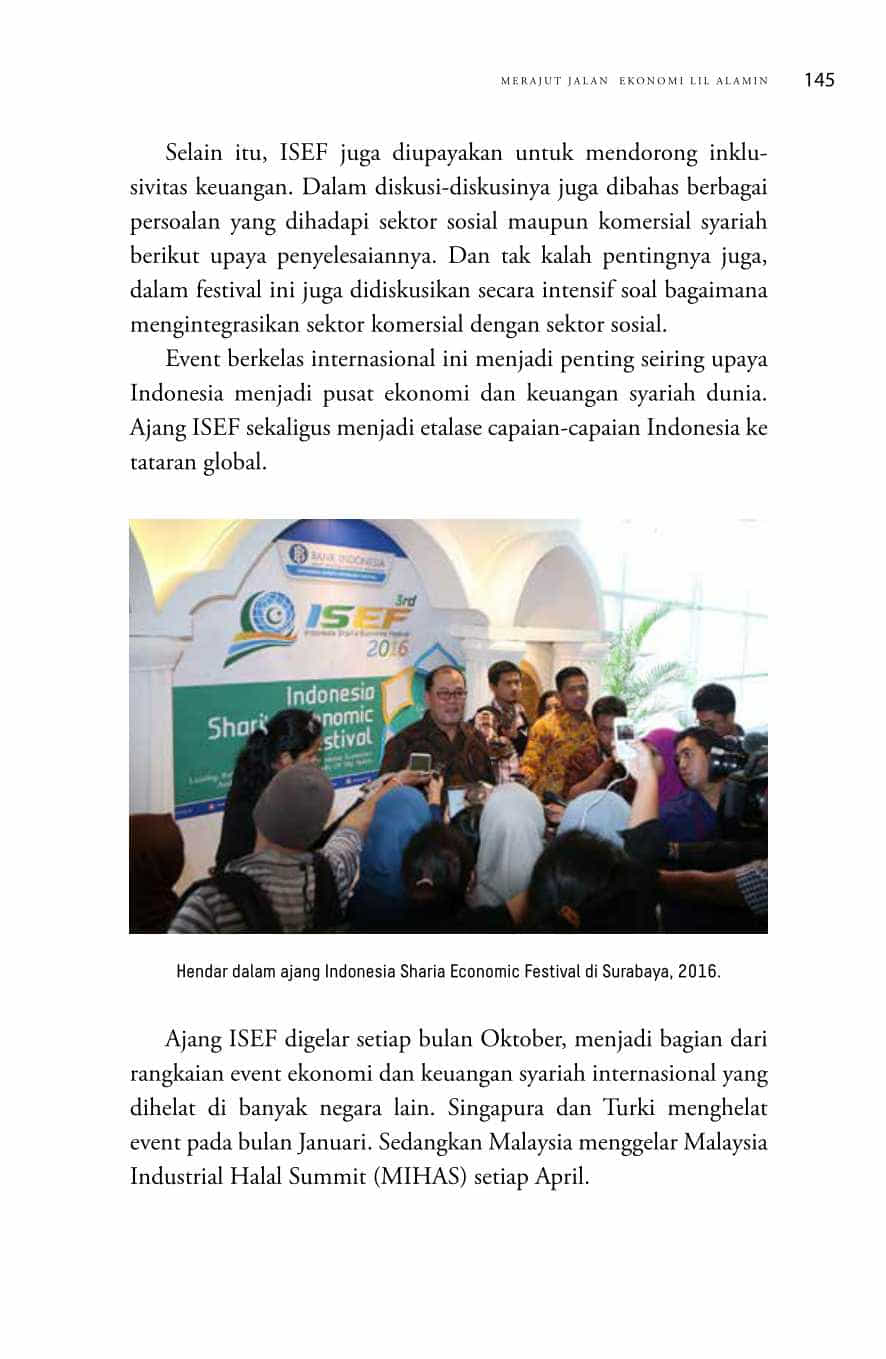 MERAJUT JALAN EKONOMI LIL ALAMIN 145
Selain itu, ISEF juga diupayakan untuk mendorong inklu-
sivitas keuangan. Dalam diskusi-diskusinya juga dibahas berbagai
persoalan yang dihadapi sektor sosial maupun komersial syariah
berikut upaya penyelesaiannya. Dan tak kalah pentingnya juga,
dalam festival ini juga didiskusikan secara intensif soal bagaimana
mengintegrasikan sektor komersial dengan sektor sosial.
Event berkelas internasional ini menjadi penting seiring upaya
Indonesia menjadi pusat ekonomi dan keuangan syariah dunia.
Ajang ISEF sekaligus menjadi etalase capaian-capaian Indonesia ke
tataran global.
BANK INDONESIA
3rd
ISEF
Indonesia Sharia Economic Festival
2016
Indonesia
Shari nomic
stival
Hendar dalam ajang Indonesia Sharia Economic Festival di Surabaya, 2016.
Ajang ISEF digelar setiap bulan Oktober, menjadi bagian dari
rangkaian event ekonomi dan keuangan syariah internasional yang
dihelat di banyak negara lain. Singapura dan Turki menghelat
event pada bulan Januari. Sedangkan Malaysia menggelar Malaysia
Industrial Halal Summit (MIHAS) setiap April.